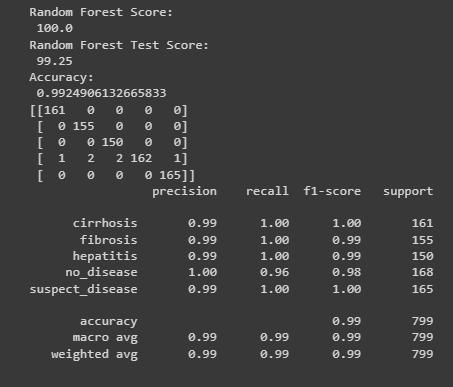 Random Forest Score:
100.0
Random Forest Test Score:
99.25
Accuracy:
0.9924906132665833
[[161   0   0   0   0]
 [  0 155   0   0   0]
 [  0   0 150   0   0]
 [  1   2   2 162   1]
 [  0   0   0   0 165]]
precision    recall  f1-score   support
cirrhosis       0.99      1.00      1.00       161
fibrosis       0.99      1.00      0.99       155
hepatitis       0.99      1.00      0.99       150
no_disease       1.00      0.96      0.98       168
suspect_disease       0.99      1.00      1.00       165
accuracy                           0.99       799
macro avg       0.99      0.99      0.99       799
weighted avg       0.99      0.99      0.99       799